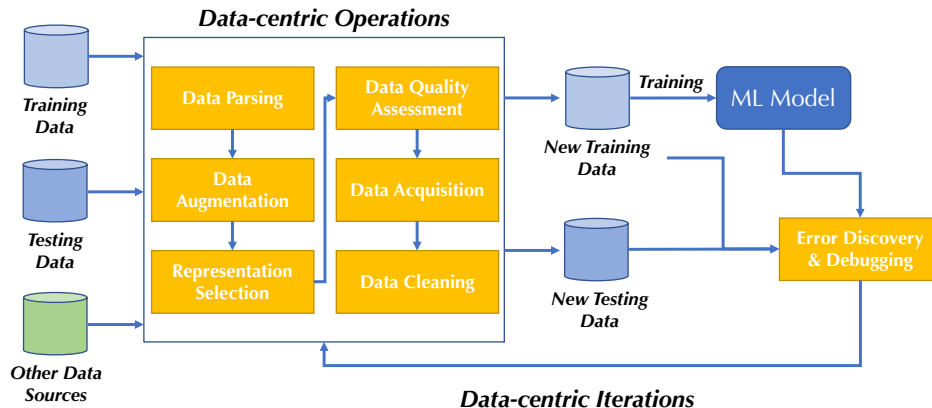 Data-centric Operations
Training
Data
Testing
Data
Other Data
Sources
Data Parsing
Data
Augmentation
Representation
Selection
Data Quality
Assessment
Data Acquisition
Data Cleaning
New Training
Data
New Testing
Data
Training
ML Model
Error Discovery
& Debugging
Data-centric Iterations